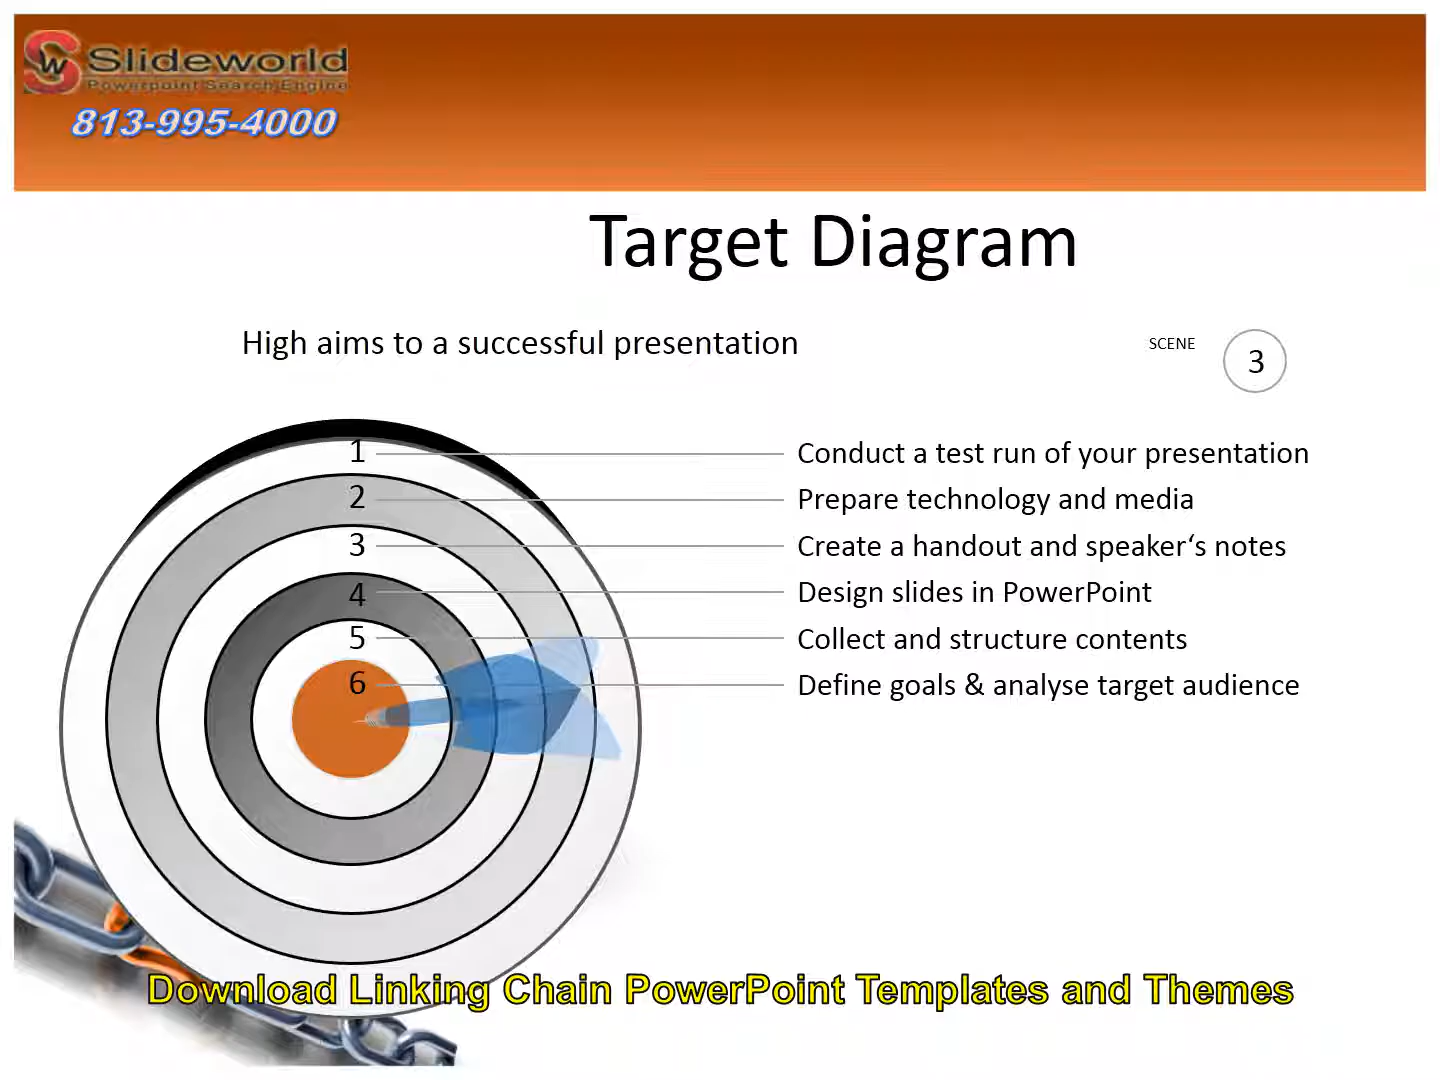 SW Slideworld
Powerpoint Search Engine
813-995-4000
Target Diagram
High aims to a successful presentation
SCENE 3
1 Conduct a test run of your presentation
2 Prepare technology and media
3 Create a handout and speaker‘s notes
4 Design slides in PowerPoint
5 Collect and structure contents
6 Define goals & analyse target audience
Download Linking Chain PowerPoint Templates and Themes